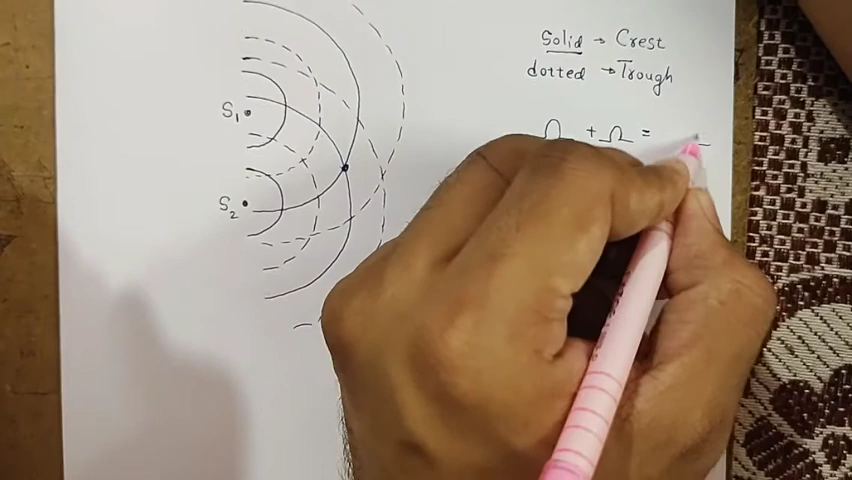 Solid → Crest
dotted → Trough
S₁
+ =
S₂